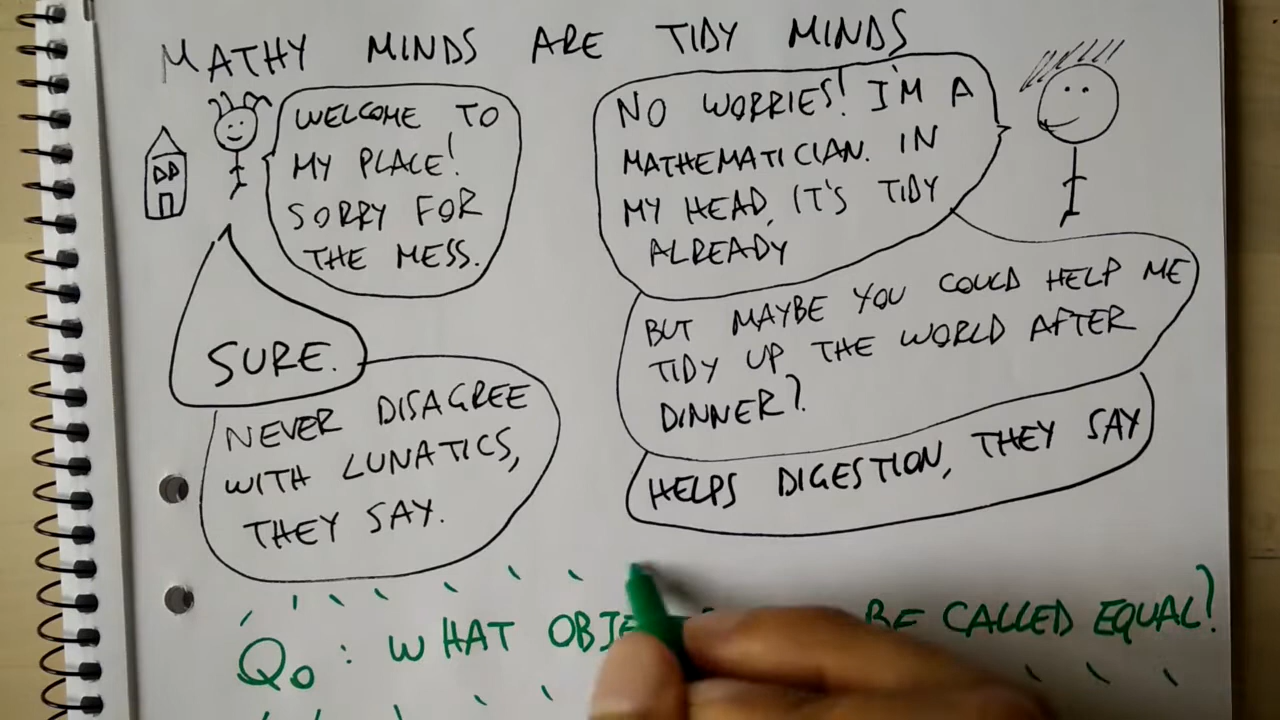 MATHY MINDS ARE TIDY MINDS
WELCOME TO
MY PLACE!
SORRY FOR
THE MESS.
NO WORRIES! I'M A
MATHEMATICIAN. IN
MY HEAD, IT'S TIDY
ALREADY
BUT MAYBE YOU COULD HELP ME
TIDY UP THE WORLD AFTER
DINNER?
HELPS DIGESTION, THEY SAY
SURE.
NEVER DISAGREE
WITH LUNATICS,
THEY SAY.
Q0: WHAT BE CALLED EQUAL?